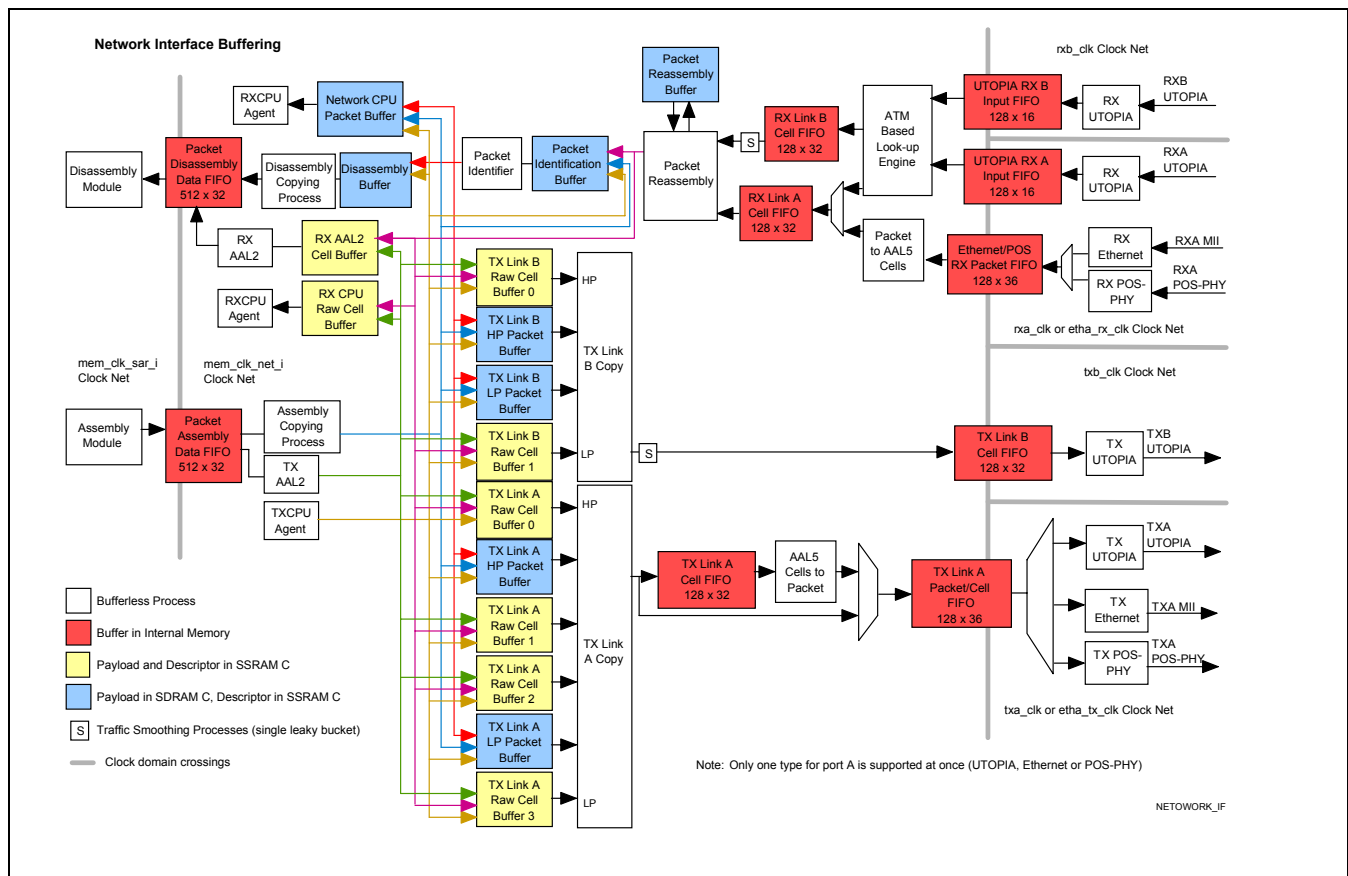 Network Interface Buffering
rxb_clk Clock Net
Packet
Reassembly
Buffer
RXCPU
Agent
Network CPU
Packet Buffer
UTOPIA RX B
Input FIFO
128 x 16
RX
UTOPIA
RXB
UTOPIA
RX Link B
Cell FIFO
128 x 32
S
ATM
Based
Look-up
Engine
Disassembly
Module
Packet
Disassembly
Data FIFO
512 x 32
Disassembly
Copying
Process
Disassembly
Buffer
Packet
Identifier
Packet
Identification
Buffer
Packet
Reassembly
UTOPIA RX A
Input FIFO
128 x 16
RX
UTOPIA
RXA
UTOPIA
RX Link A
Cell FIFO
128 x 32
RX
AAL2
RX AAL2
Cell Buffer
Packet
to AAL5
Cells
Ethernet/POS
RX Packet FIFO
128 x 36
RX
Ethernet
RXA MII
RX POS-
PHY
RXA
POS-PHY
RXCPU
Agent
RX CPU
Raw Cell
Buffer
TX Link B
Raw Cell
Buffer 0
HP
TX Link B
HP Packet
Buffer
TX Link
B Copy
rxa_clk or etha_rx_clk Clock Net
mem_clk_sar_i
Clock Net
mem_clk_net_i
Clock Net
txb_clk Clock Net
TX Link B
LP Packet
Buffer
Assembly
Module
Packet
Assembly
Data FIFO
512 x 32
Assembly
Copying
Process
TX
AAL2
TX Link B
Raw Cell
Buffer 1
LP
S
TX Link B
Cell FIFO
128 x 32
TX
UTOPIA
TXB
UTOPIA
TXCPU
Agent
TX Link A
Raw Cell
Buffer 0
HP
TX Link A
HP Packet
Buffer
TX Link A
Cell FIFO
128 x 32
AAL5
Cells to
Packet
TX Link A
Packet/Cell
FIFO
128 x 36
TX
UTOPIA
TXA
UTOPIA
TX
Ethernet
TXA MII
TX POS-
PHY
TXA
POS-PHY
TX Link A
Raw Cell
Buffer 1
TX Link
A Copy
TX Link A
Raw Cell
Buffer 2
txa_clk or etha_tx_clk Clock Net
TX Link A
LP Packet
Buffer
TX Link A
Raw Cell
Buffer 3
LP
Bufferless Process
Buffer in Internal Memory
Payload and Descriptor in SSRAM C
Payload in SDRAM C, Descriptor in SSRAM C
S Traffic Smoothing Processes (single leaky bucket)
Clock domain crossings
Note: Only one type for port A is supported at once (UTOPIA, Ethernet or POS-PHY)
NETOWORK_IF